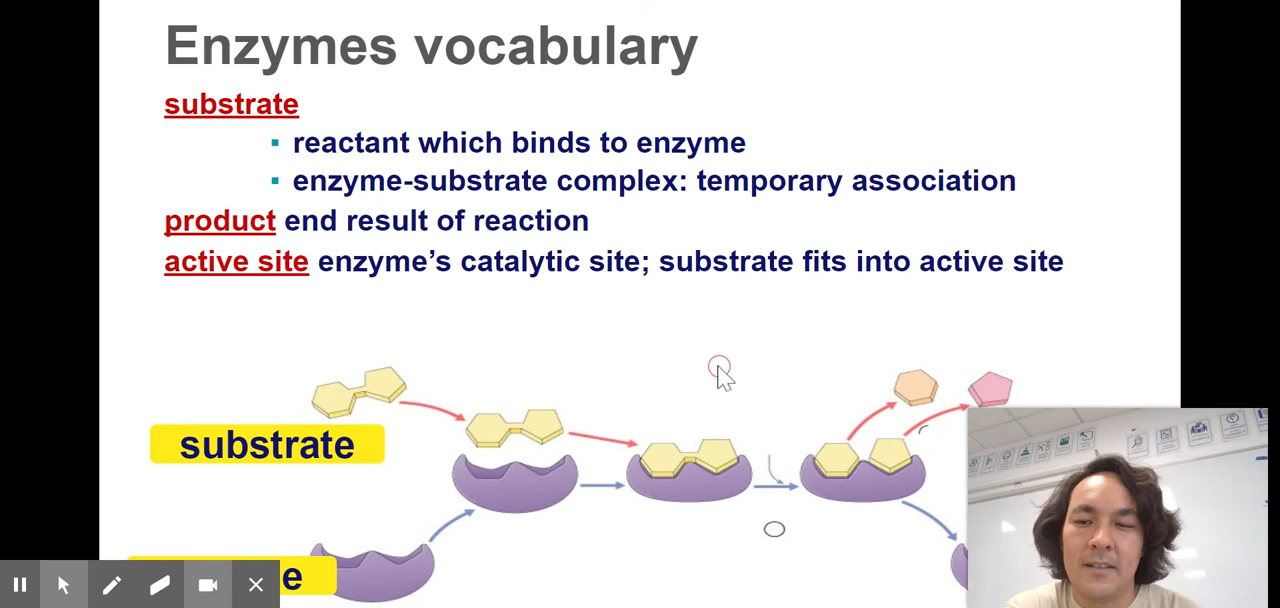 Enzymes vocabulary
substrate
▪ reactant which binds to enzyme
▪ enzyme-substrate complex: temporary association
product end result of reaction
active site enzyme’s catalytic site; substrate fits into active site
substrate